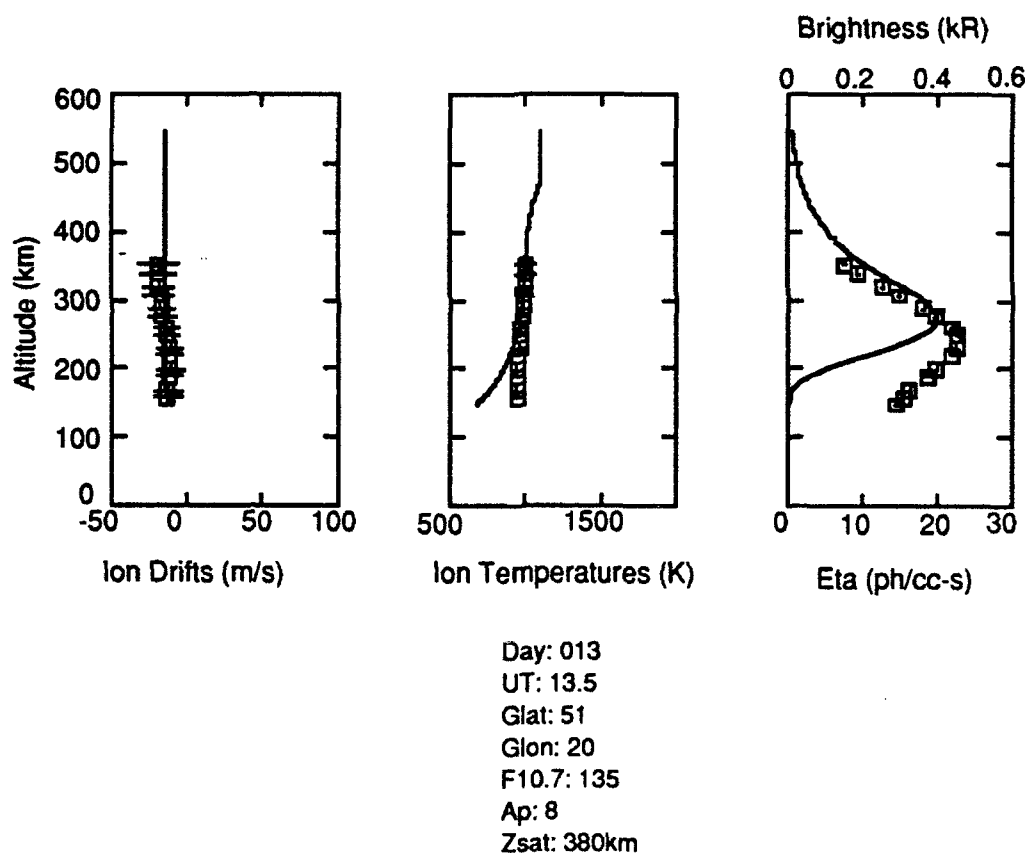 Brightness (kR)
0 0.2 0.4 0.6
600
500
400
300
200
100
0
Altitude (km)
-50 0 50 100
500 1500
0 10 20 30
Ion Drifts (m/s)
Ion Temperatures (K)
Eta (ph/cc-s)
Day: 013
UT: 13.5
Glat: 51
Glon: 20
F10.7: 135
Ap: 8
Zsat: 380km